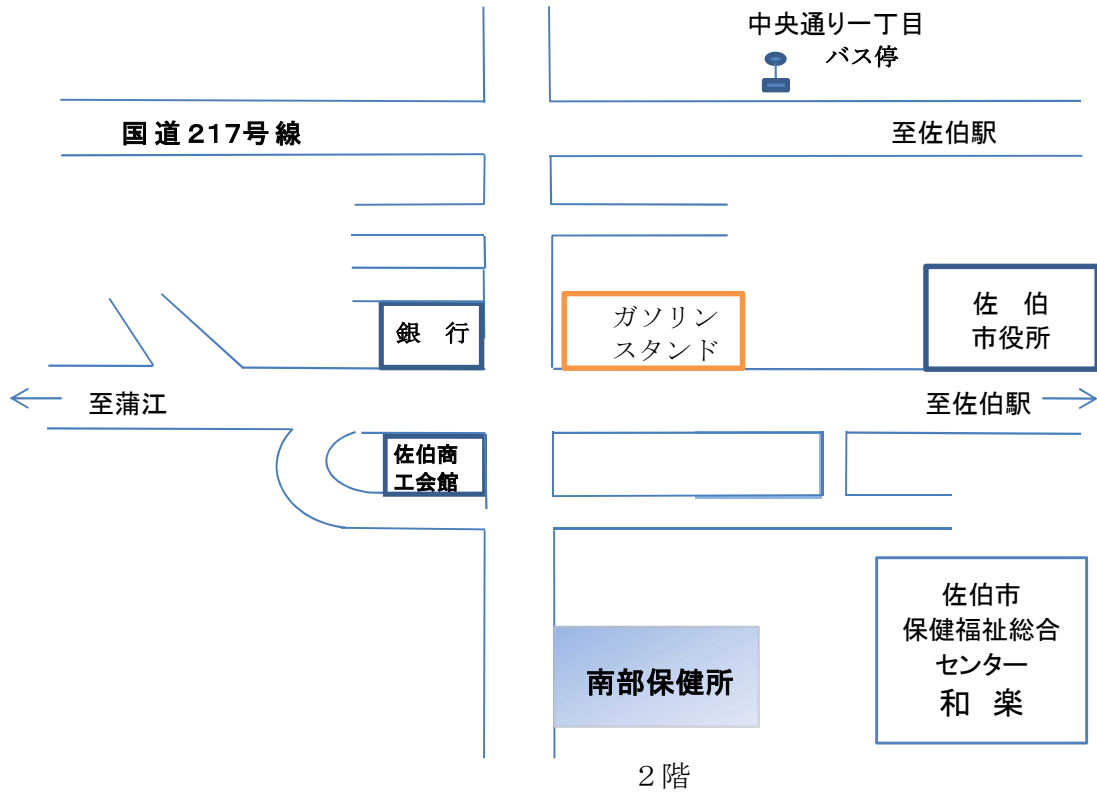 中央通り一丁目
バス停
国道217号線
至佐伯駅
銀　行
ガソリン
スタンド
佐　伯
市役所
至蒲江
至佐伯駅
佐伯商
工会館
佐伯市
保健福祉総合
センター
和　楽
南部保健所
２階